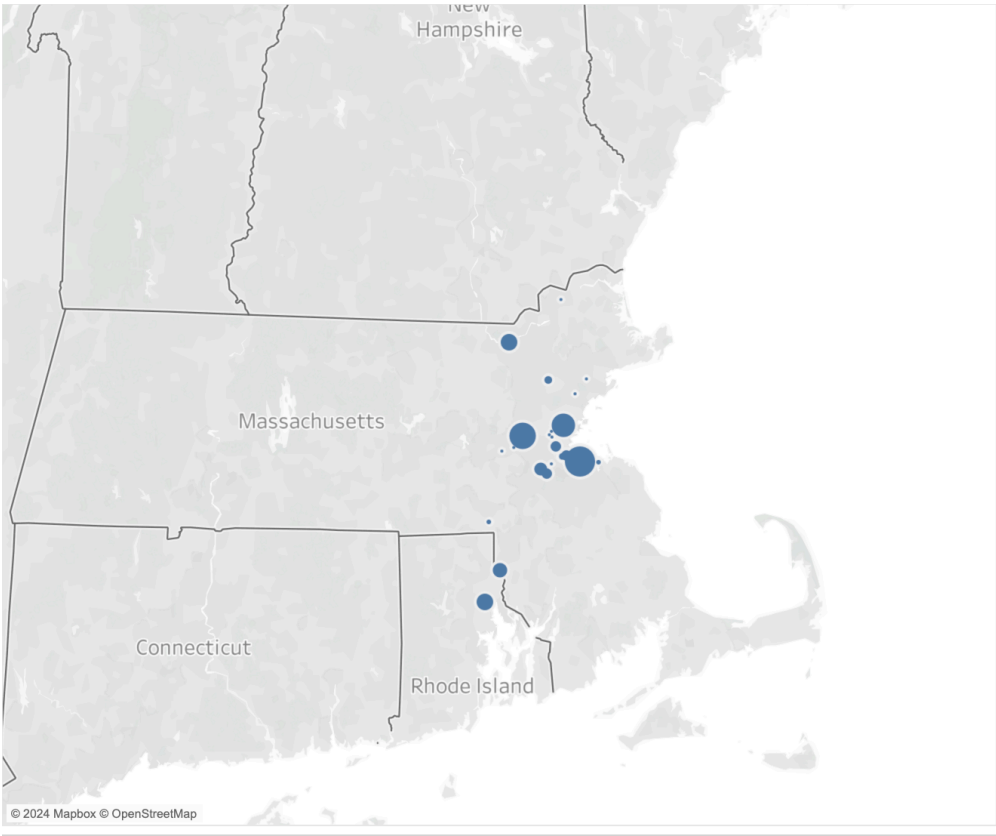 New
Hampshire
Massachusetts
Connecticut
Rhode Island
© 2024 Mapbox © OpenStreetMap